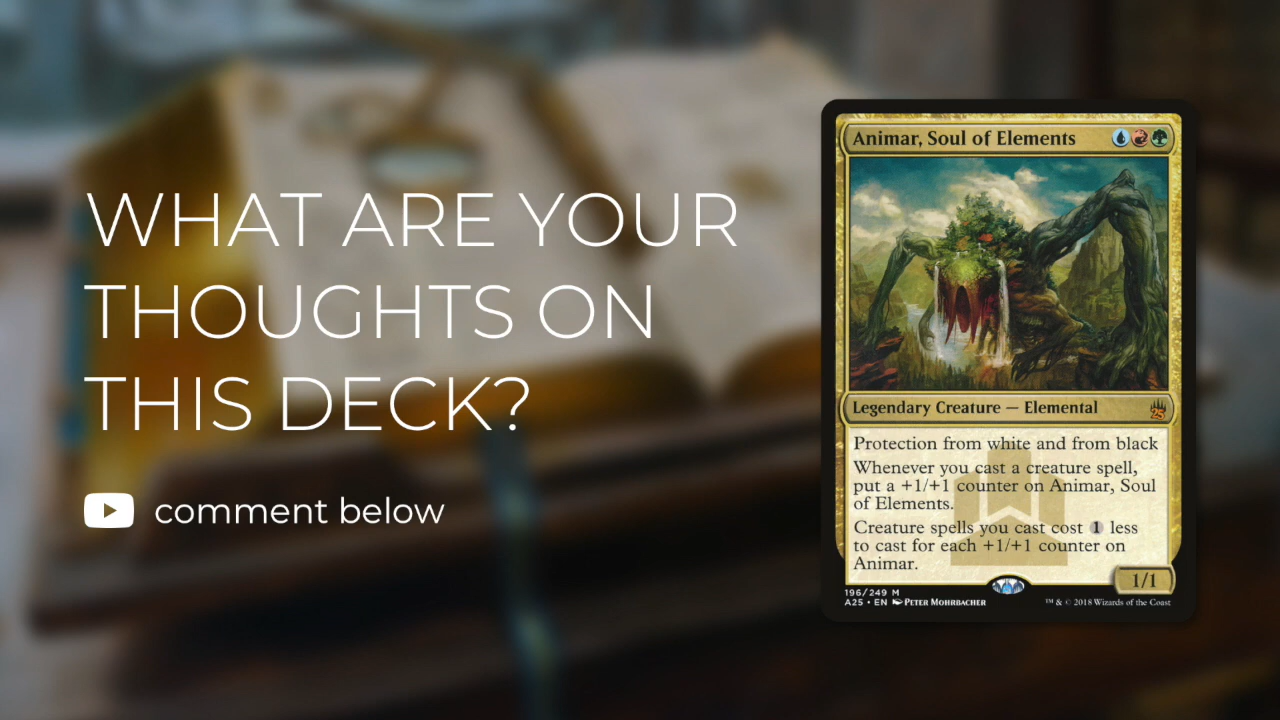 WHAT ARE YOUR
THOUGHTS ON
THIS DECK?
comment below
Animar, Soul of Elements
Legendary Creature — Elemental
Protection from white and from black
Whenever you cast a creature spell,
put a +1/+1 counter on Animar, Soul
of Elements.
Creature spells you cast cost 1 less
to cast for each +1/+1 counter on
Animar.
1/1
196/249 M
A25 • EN Peter Mohrbacher
™ & © 2018 Wizards of the Coast